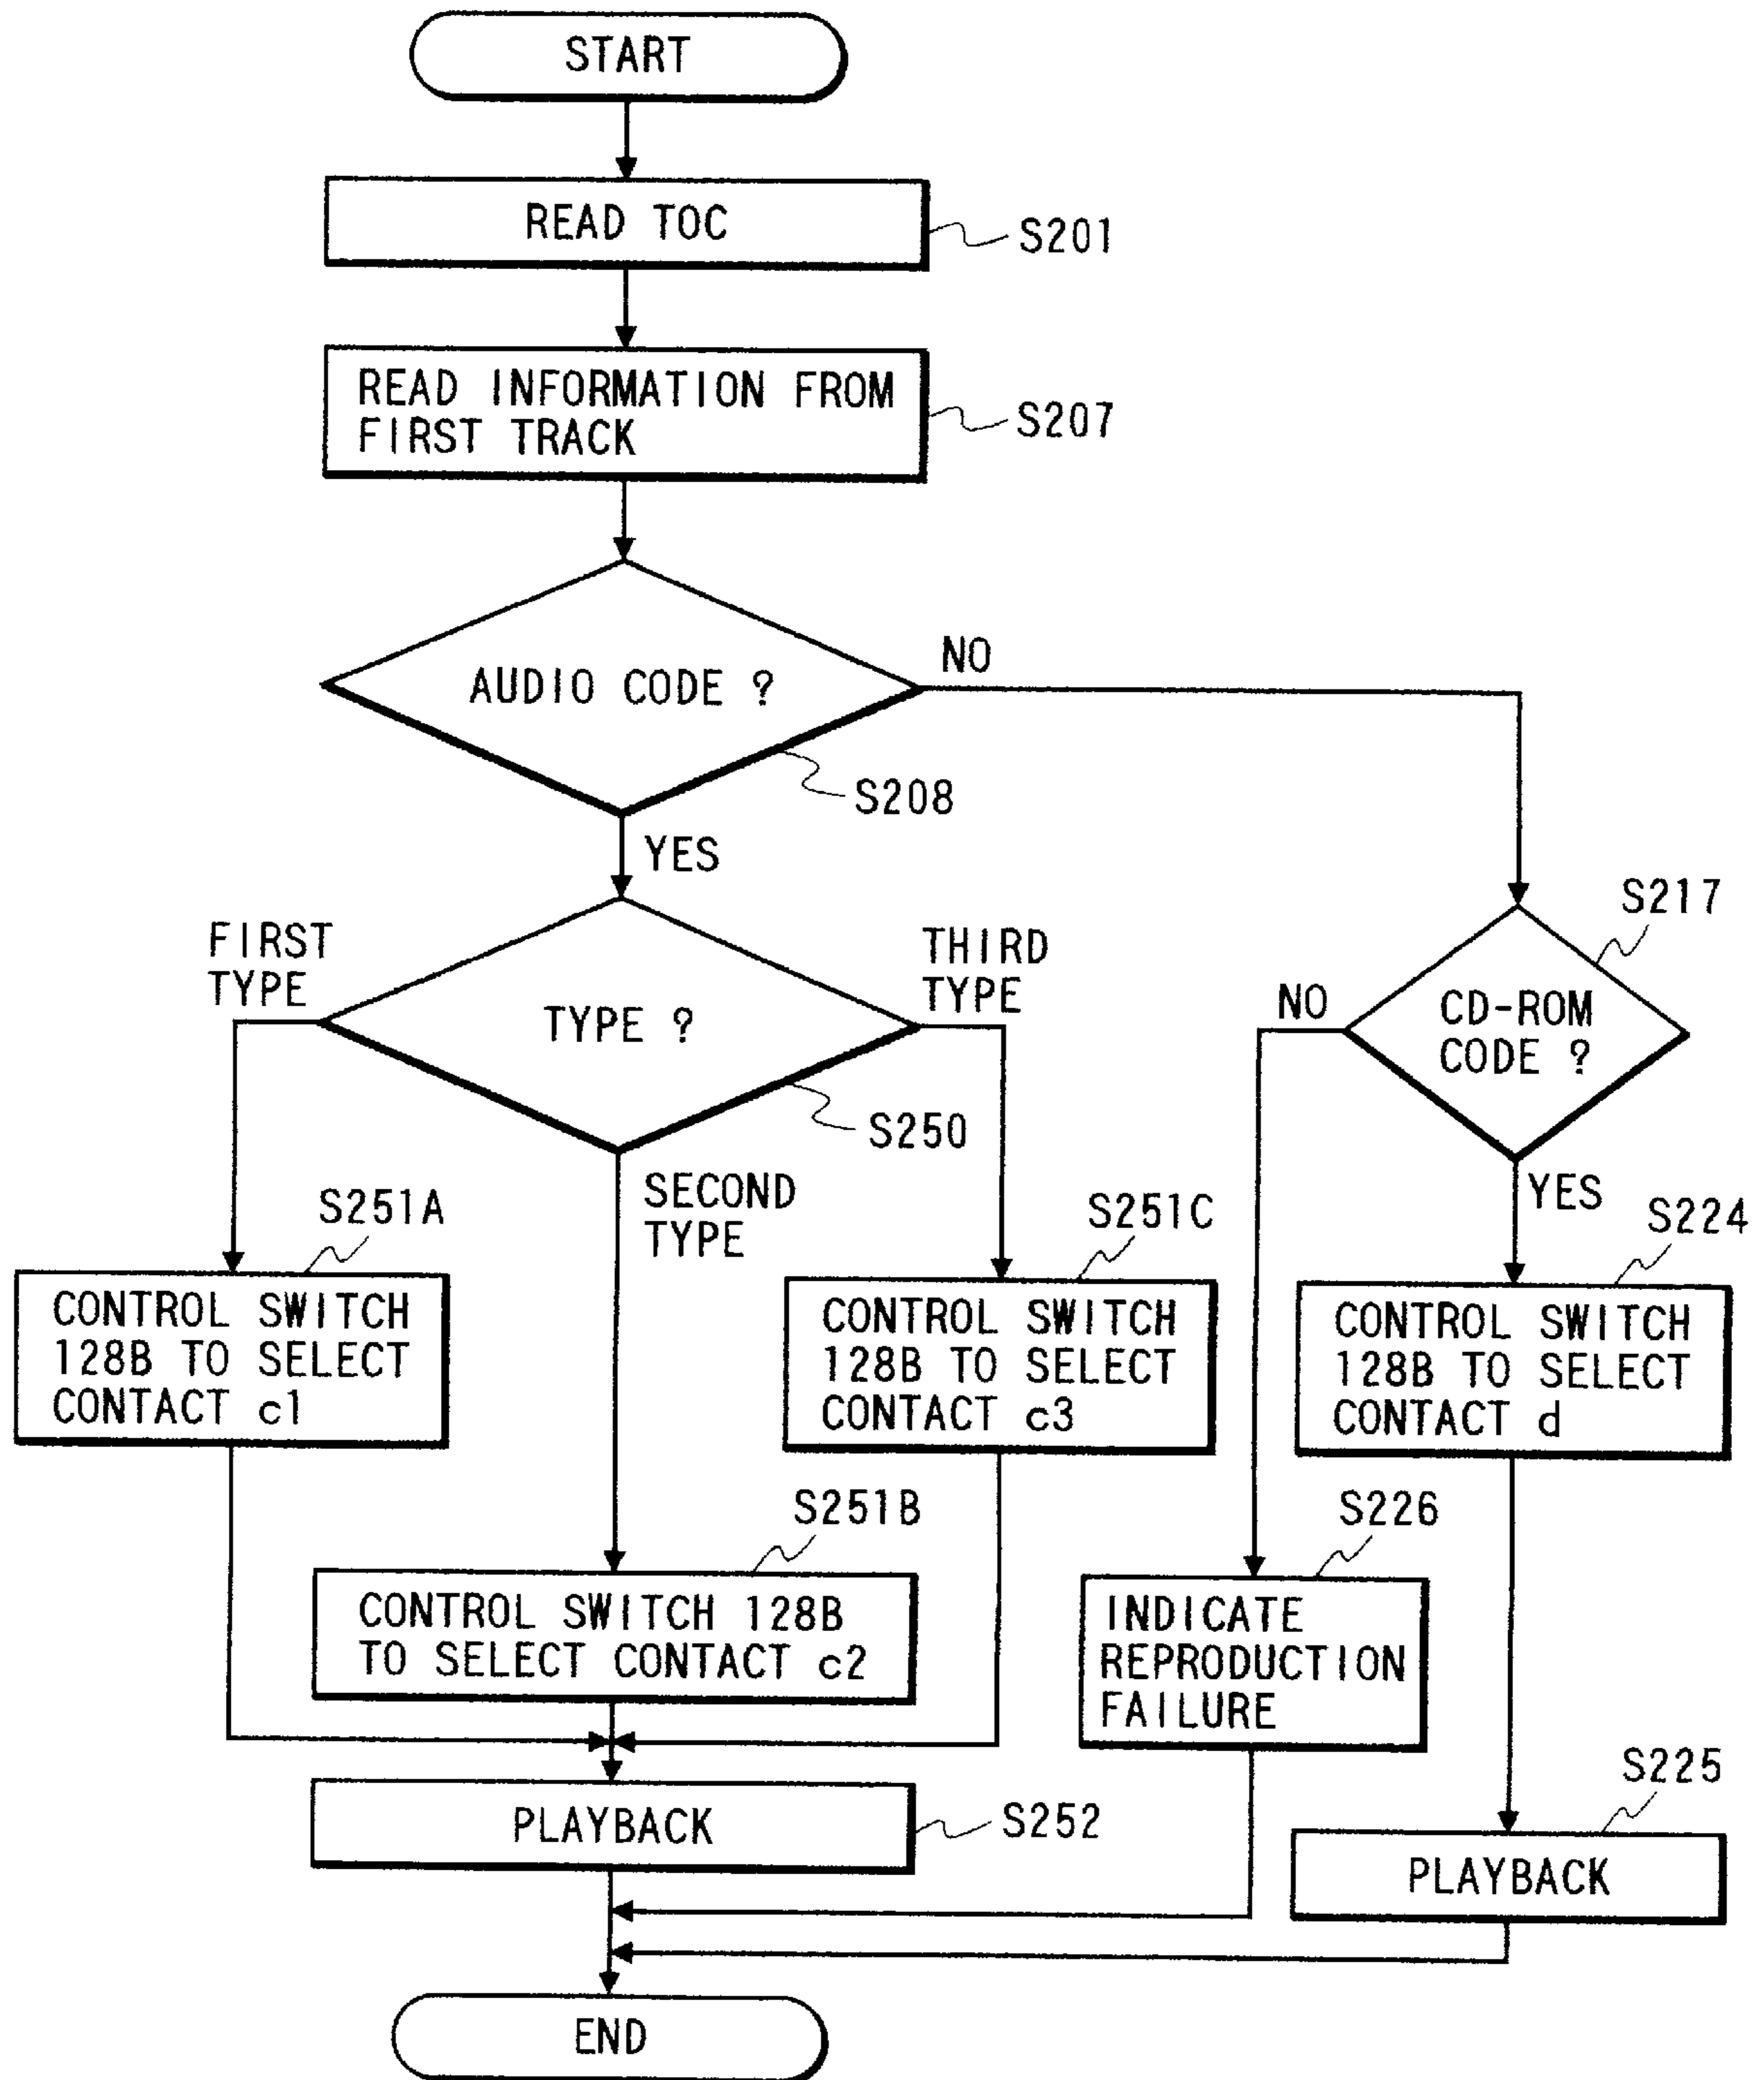 START
READ TOC
S201
READ INFORMATION FROM
FIRST TRACK
S207
AUDIO CODE ?
NO
S208
YES
S217
FIRST
TYPE
THIRD
TYPE
TYPE ?
NO
CD-ROM
CODE ?
S250
SECOND
TYPE
YES
S251A
S251C
S224
CONTROL SWITCH
128B TO SELECT
CONTACT c1
CONTROL SWITCH
128B TO SELECT
CONTACT c3
CONTROL SWITCH
128B TO SELECT
CONTACT d
S251B
S226
CONTROL SWITCH 128B
TO SELECT CONTACT c2
INDICATE
REPRODUCTION
FAILURE
S225
PLAYBACK
S252
PLAYBACK
END